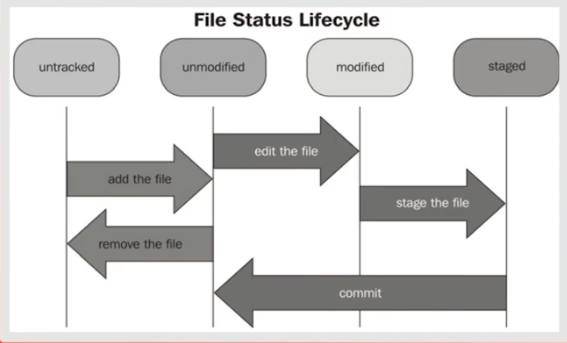 File Status Lifecycle
untracked
unmodified
modified
staged
edit the file
add the file
stage the file
remove the file
commit